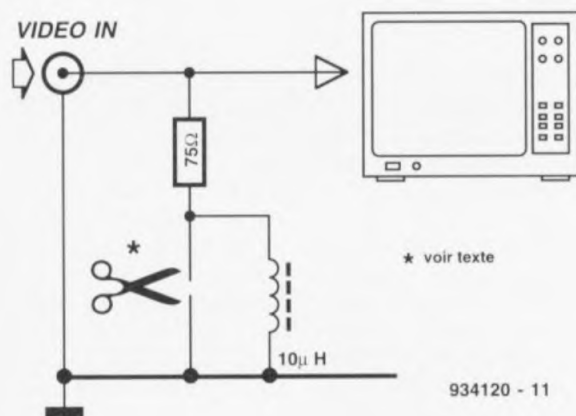 VIDEO IN
75Ω
*
* voir texte
10μ H
934120 - 11